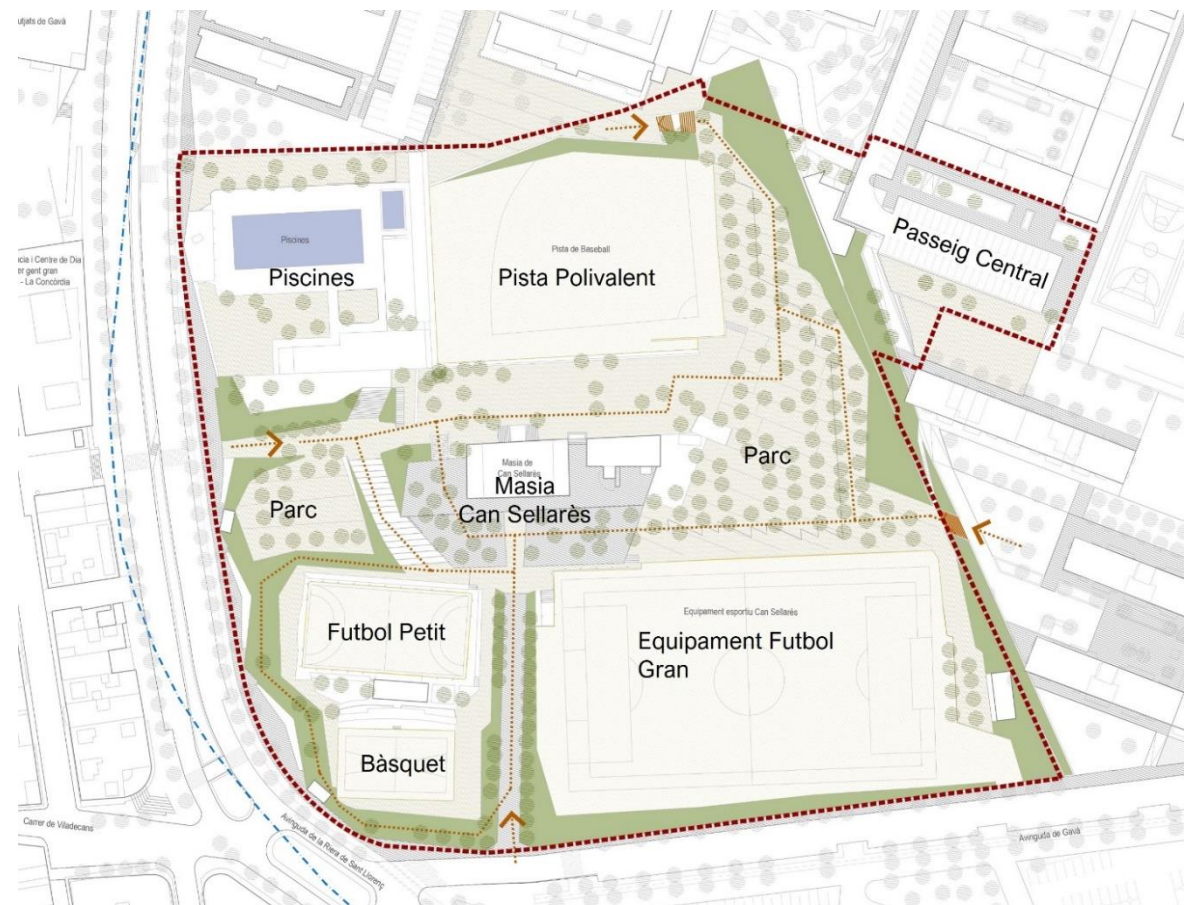 utjats de Gavà
Piscines
Piscines
Pista de Baseball
Pista Polivalent
Passeig Central
ncia i Centre de Dia
er gent gran
- La Concòrdia
Masia de
Can Sellarès
Masia
Can Sellarès
Parc
Parc
Futbol Petit
Equipament esportiu Can Sellarès
Equipament Futbol
Gran
Bàsquet
Carrer de Viladecans
Avinguda de la Riera de Sant Llorenç
Avinguda de Gavà